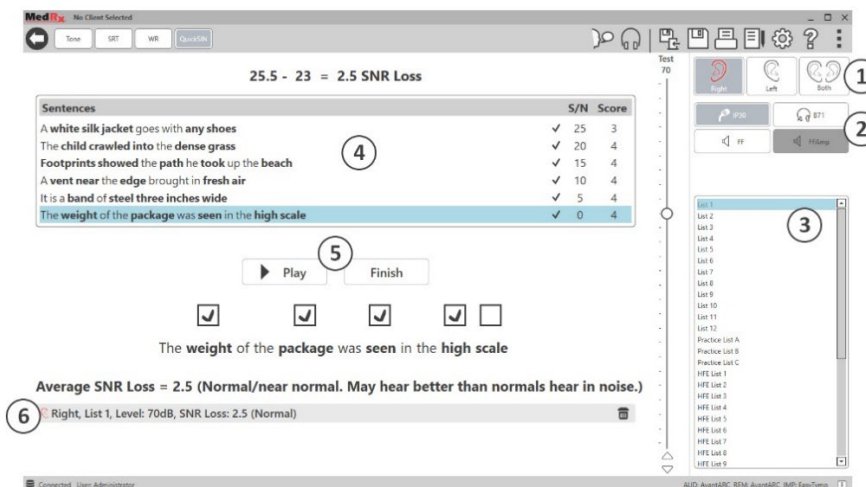 MedRx No Client Selected
Tone SRT WR QuickSIN
Test
70
25.5 - 23 = 2.5 SNR Loss
Right Left Both
1
Sentences S/N Score
A white silk jacket goes with any shoes ✓ 25 3
The child crawled into the dense grass ✓ 20 4
Footprints showed the path he took up the beach ✓ 15 4
A vent near the edge brought in fresh air ✓ 10 4
It is a band of steel three inches wide ✓ 5 4
The weight of the package was seen in the high scale ✓ 0 4
4
IP30 B71
2
FF FFAmp
5
Play Finish
The weight of the package was seen in the high scale
Average SNR Loss = 2.5 (Normal/near normal. May hear better than normals hear in noise.)
6
Right, List 1, Level: 70dB, SNR Loss: 2.5 (Normal)
3
List 1
List 2
List 3
List 4
List 5
List 6
List 7
List 8
List 9
List 10
List 11
List 12
Practice List A
Practice List B
Practice List C
HFE List 1
HFE List 2
HFE List 3
HFE List 4
HFE List 5
HFE List 6
HFE List 7
HFE List 8
HFE List 9
Connected User: Administrator
AUD: AvantARC REM: AvantARC IMP: EasyTymp